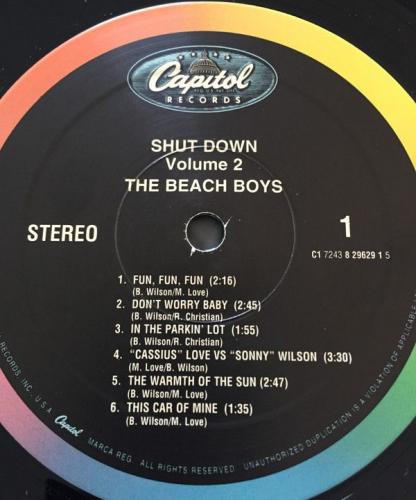 Capitol
RECORDS
SHUT DOWN
Volume 2
THE BEACH BOYS
STEREO
1
C1 7243 8 29629 1 5
1. FUN, FUN, FUN (2:16)
(B. Wilson/M. Love)
2. DON'T WORRY BABY (2:45)
(B. Wilson/R. Christian)
3. IN THE PARKIN' LOT (1:55)
(B. Wilson/R. Christian)
4. "CASSIUS" LOVE VS "SONNY" WILSON (3:30)
(M. Love/B. Wilson)
5. THE WARMTH OF THE SUN (2:47)
(B. Wilson/M. Love)
6. THIS CAR OF MINE (1:35)
(B. Wilson/M. Love)
RECORDS, INC., U.S.A. Capitol MARCA REG. ALL RIGHTS RESERVED. UNAUTHORIZED DUPLICATION IS A VIOLATION OF APPLICABLE